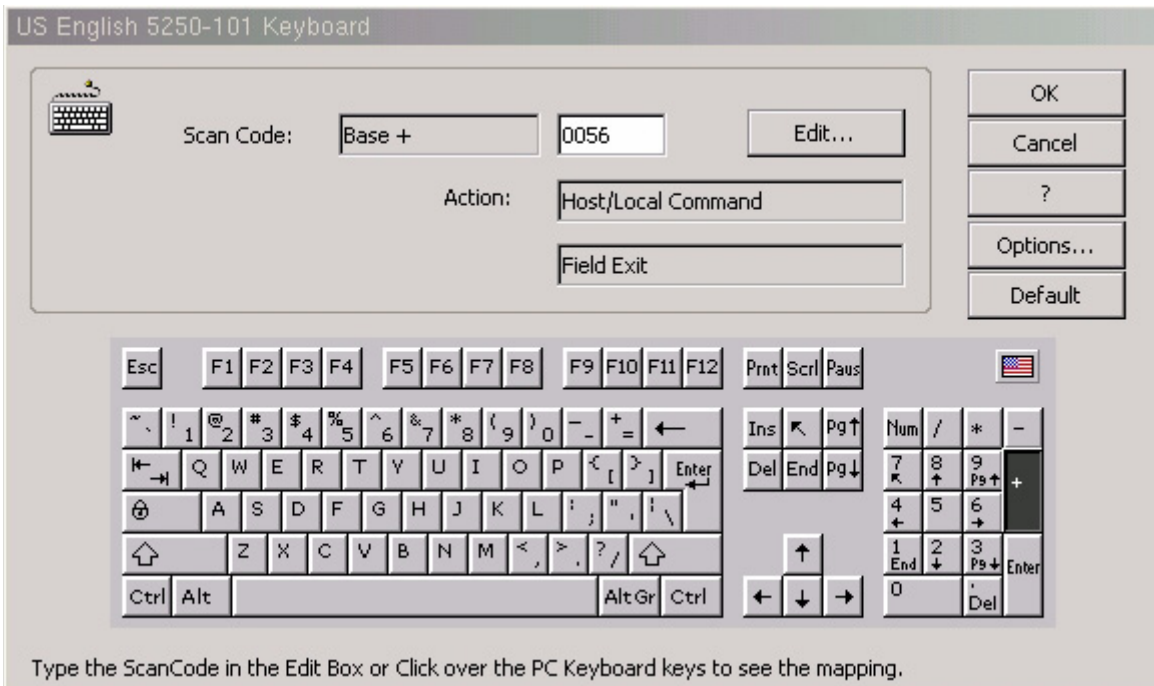 US English 5250-101 Keyboard
Scan Code: Base + 0056 Edit...
Action: Host/Local Command
Field Exit
OK
Cancel
?
Options...
Default
Esc F1 F2 F3 F4 F5 F6 F7 F8 F9 F10 F11 F12 Prnt Scrl Paus
~ ` ! 1 @ 2 # 3 $ 4 % 5 ^ 6 & 7 * 8 ( 9 ) 0 _ - + = ← Ins ↖ Pg↑ Num / * -
Q W E R T Y U I O P { [ } ] Enter Del End Pg↓ 7 ↖ 8 ↑ 9 Pg↑ +
A S D F G H J K L : ; " ' | \ 4 ← 5 6 →
Z X C V B N M < , > . ? / ↑ 1 End 2 ↓ 3 Pg↓ Enter
Ctrl Alt AltGr Ctrl ← ↓ → 0 . Del
Type the ScanCode in the Edit Box or Click over the PC Keyboard keys to see the mapping.